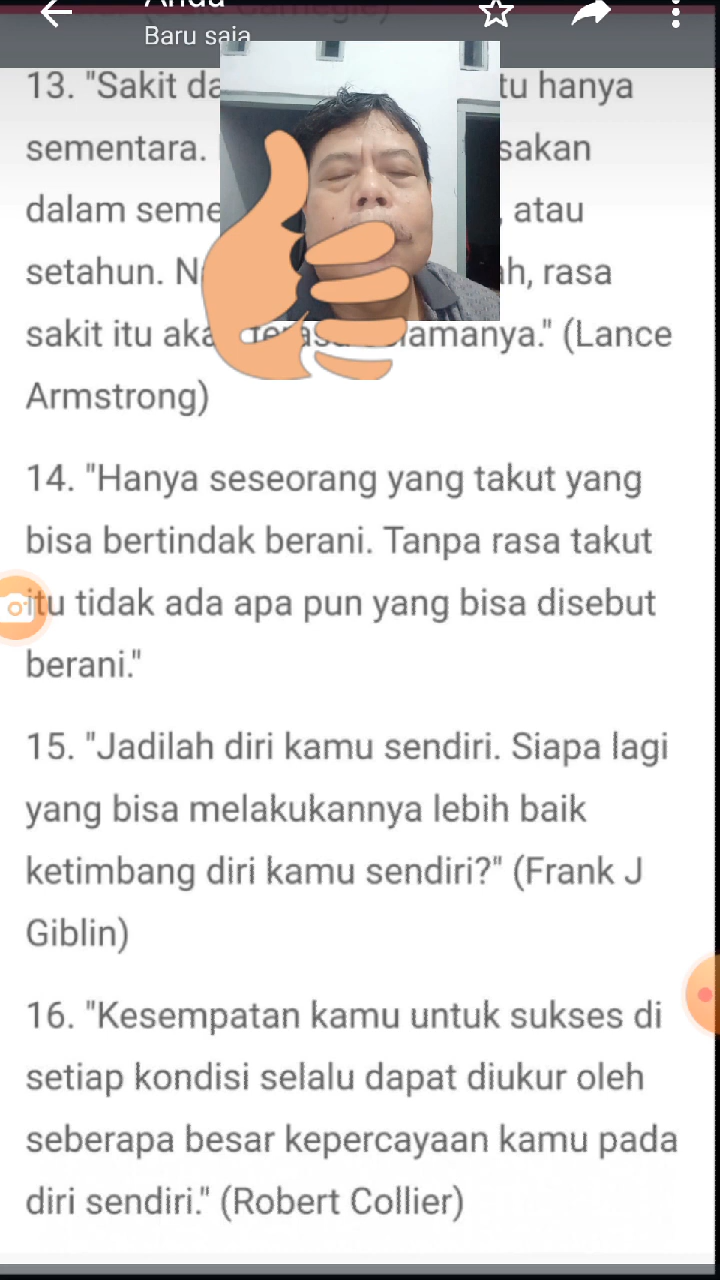 Baru saja
13. "Sakit tu hanya
sementara. sakan
dalam , atau
setahun. rasa
sakit itu (Lance
Armstrong)
14. "Hanya seseorang yang takut yang
bisa bertindak berani. Tanpa rasa takut
itu tidak ada apa pun yang bisa disebut
berani."
15. "Jadilah diri kamu sendiri. Siapa lagi
yang bisa melakukannya lebih baik
ketimbang diri kamu sendiri?" (Frank J
Giblin)
16. "Kesempatan kamu untuk sukses di
setiap kondisi selalu dapat diukur oleh
seberapa besar kepercayaan kamu pada
diri sendiri." (Robert Collier)